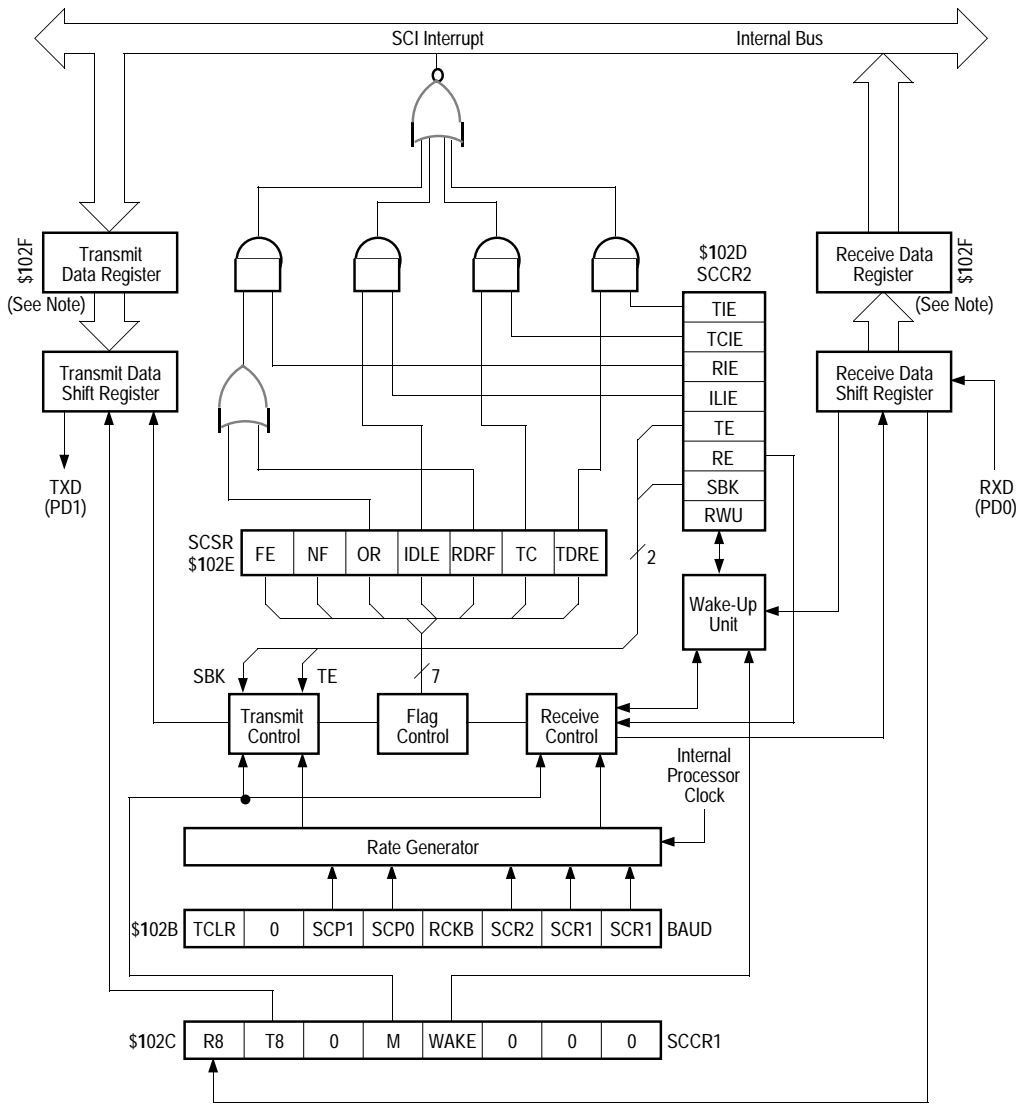 SCI Interrupt
Internal Bus
$102F
Transmit
Data Register
(See Note)
$102D
SCCR2
Receive Data
Register
$102F
(See Note)
Transmit Data
Shift Register
TXD
(PD1)
TIE
TCIE
RIE
ILIE
TE
RE
SBK
RWU
Receive Data
Shift Register
RXD
(PD0)
SCSR
$102E
FE NF OR IDLE RDRF TC TDRE
2
Wake-Up
Unit
SBK
TE
7
Transmit
Control
Flag
Control
Receive
Control
Internal
Processor
Clock
Rate Generator
$102B TCLR 0 SCP1 SCP0 RCKB SCR2 SCR1 SCR1 BAUD
$102C R8 T8 0 M WAKE 0 0 0 SCCR1